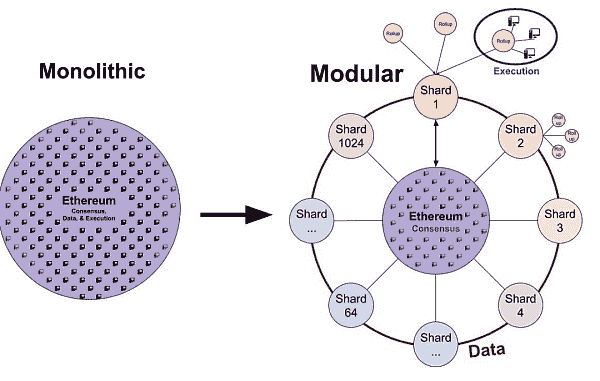 Monolithic
Ethereum
Consensus,
Data, & Execution
Modular
Rollup
Rollup
Rollup
Execution
Shard
1
Shard
2
Roll
up
Roll
up
Roll
up
Shard
3
Shard
4
Shard
...
Shard
64
Shard
...
Shard
1024
Ethereum
Consensus
Data